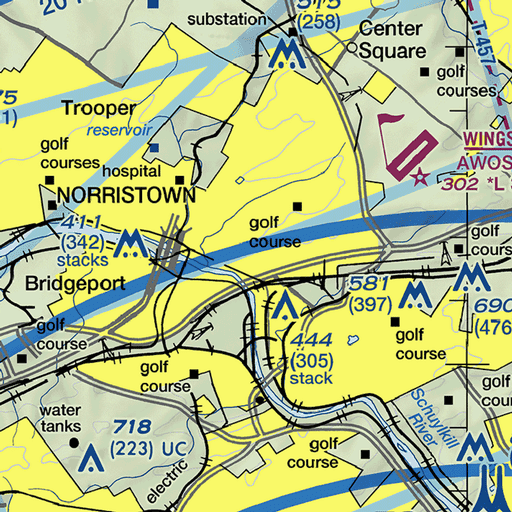 substation
515
(258)
Center
Square
T-457
golf
courses
Trooper
reservoir
golf
courses
hospital
NORRISTOWN
WINGS
AWOS
302 *L
golf
course
411
(342)
stacks
golf
Bridgeport
581
(397)
690
(476
golf
course
444
(305)
stack
golf
course
golf
course
water
tanks
718
(223) UC
electric
Schuylkill
River
golf
course